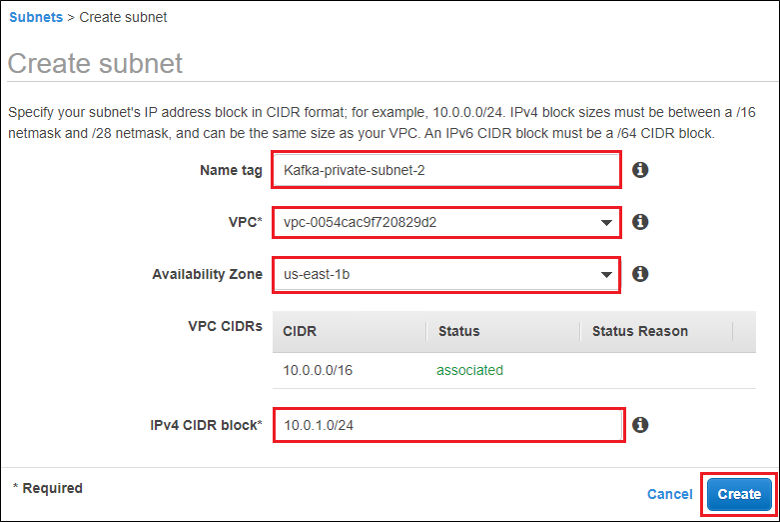 Subnets > Create subnet
Create subnet
Specify your subnet's IP address block in CIDR format; for example, 10.0.0.0/24. IPv4 block sizes must be between a /16
netmask and /28 netmask, and can be the same size as your VPC. An IPv6 CIDR block must be a /64 CIDR block.
Name tag Kafka-private-subnet-2
VPC* vpc-0054cac9f720829d2
Availability Zone us-east-1b
VPC CIDRs CIDR Status Status Reason
10.0.0.0/16 associated
IPv4 CIDR block* 10.0.1.0/24
* Required Cancel Create